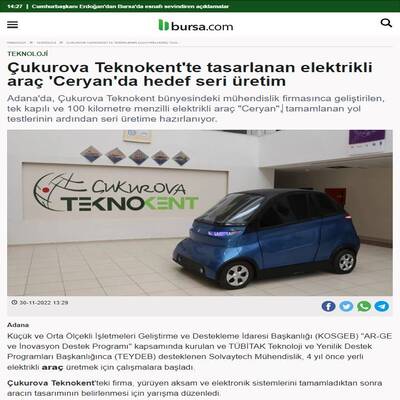 14:27 | Cumhurbaşkanı Erdoğan'dan Bursa'da esnafı sevindiren açıklamalar
bursa.com
TEKNOLOJİ
Çukurova Teknokent'te tasarlanan elektrikli
araç 'Ceryan'da hedef seri üretim
Adana'da, Çukurova Teknokent bünyesindeki mühendislik firmasınca geliştirilen,
tek kapılı ve 100 kilometre menzilli elektrikli araç "Ceryan", tamamlanan yol
testlerinin ardından seri üretime hazırlanıyor.
ÇUKUROVA
TEKNOKENT
30-11-2022 13:29
Adana
Küçük ve Orta Ölçekli İşletmeleri Geliştirme ve Destekleme İdaresi Başkanlığı (KOSGEB) "AR-GE
ve İnovasyon Destek Programı" kapsamında kurulan ve TÜBİTAK Teknoloji ve Yenilik Destek
Programları Başkanlığınca (TEYDEB) desteklenen Solvaytech Mühendislik, 4 yıl önce yerli
elektrikli araç üretmek için çalışmalara başladı.
Çukurova Teknokent'teki firma, yürüyen aksam ve elektronik sistemlerini tamamladıktan sonra
aracın tasarımının belirlenmesi için yarışma düzenledi.